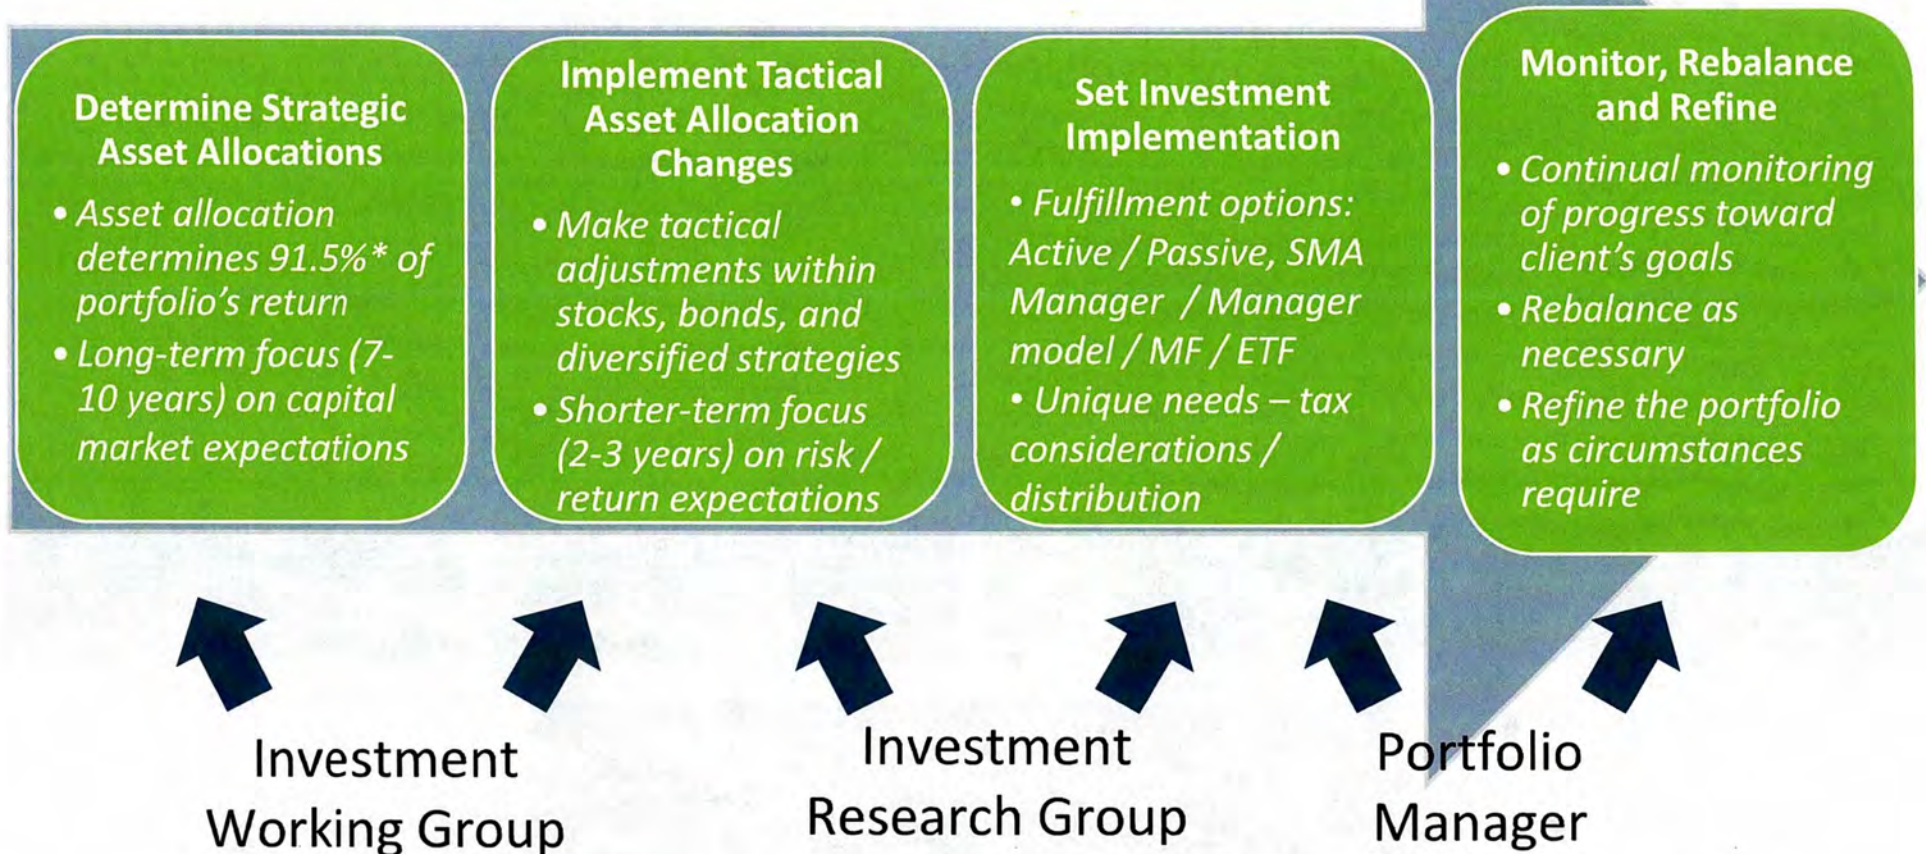 Determine Strategic
Asset Allocations
• Asset allocation
determines 91.5%* of
portfolio's return
• Long-term focus (7-
10 years) on capital
market expectations
Implement Tactical
Asset Allocation
Changes
• Make tactical
adjustments within
stocks, bonds, and
diversified strategies
• Shorter-term focus
(2-3 years) on risk /
return expectations
Set Investment
Implementation
• Fulfillment options:
Active / Passive, SMA
Manager / Manager
model / MF / ETF
• Unique needs – tax
considerations /
distribution
Monitor, Rebalance
and Refine
• Continual monitoring
of progress toward
client's goals
• Rebalance as
necessary
• Refine the portfolio
as circumstances
require
Investment
Working Group
Investment
Research Group
Portfolio
Manager